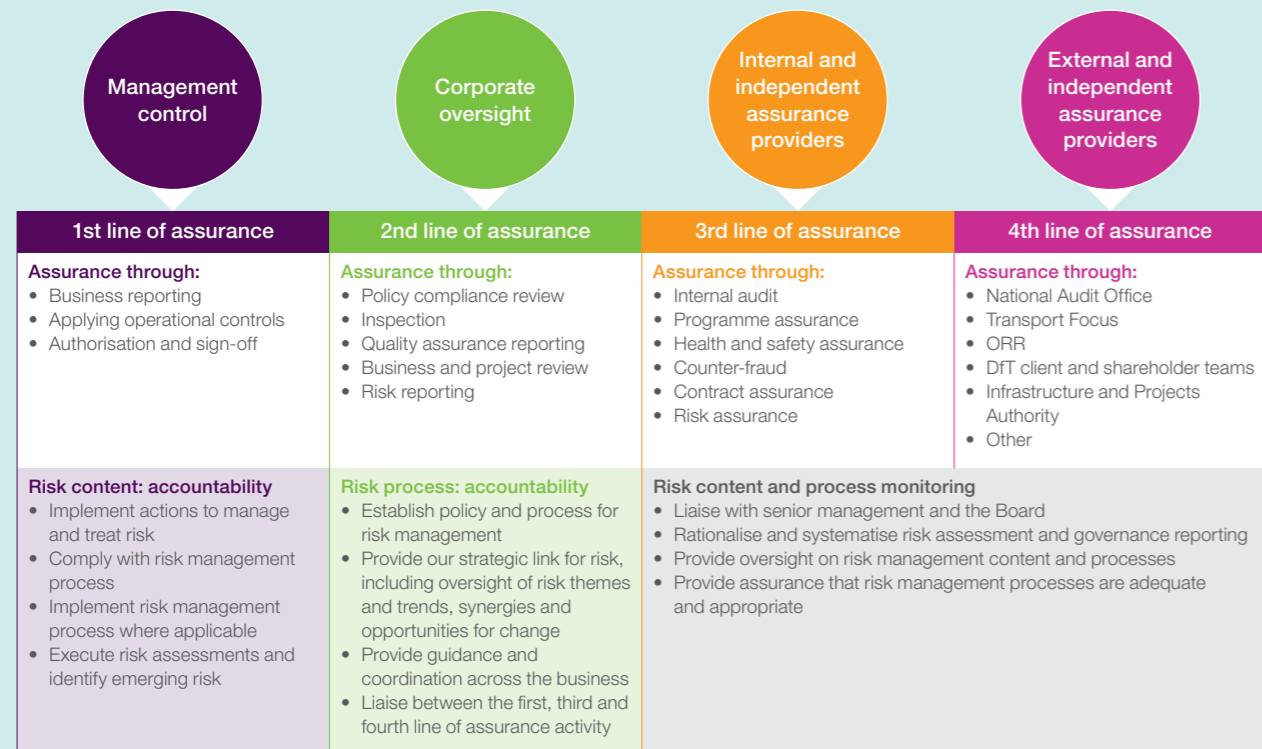 Management
control
Corporate
oversight
Internal and
independent
assurance
providers
External and
independent
assurance
providers
1st line of assurance
2nd line of assurance
3rd line of assurance
4th line of assurance
Assurance through:
• Business reporting
• Applying operational controls
• Authorisation and sign-off
Assurance through:
• Policy compliance review
• Inspection
• Quality assurance reporting
• Business and project review
• Risk reporting
Assurance through:
• Internal audit
• Programme assurance
• Health and safety assurance
• Counter-fraud
• Contract assurance
• Risk assurance
Assurance through:
• National Audit Office
• Transport Focus
• ORR
• DfT client and shareholder teams
• Infrastructure and Projects
Authority
• Other
Risk content: accountability
• Implement actions to manage
and treat risk
• Comply with risk management
process
• Implement risk management
process where applicable
• Execute risk assessments and
identify emerging risk
Risk process: accountability
• Establish policy and process for
risk management
• Provide our strategic link for risk,
including oversight of risk themes
and trends, synergies and
opportunities for change
• Provide guidance and
coordination across the business
• Liaise between the first, third and
fourth line of assurance activity
Risk content and process monitoring
• Liaise with senior management and the Board
• Rationalise and systematise risk assessment and governance reporting
• Provide oversight on risk management content and processes
• Provide assurance that risk management processes are adequate
and appropriate